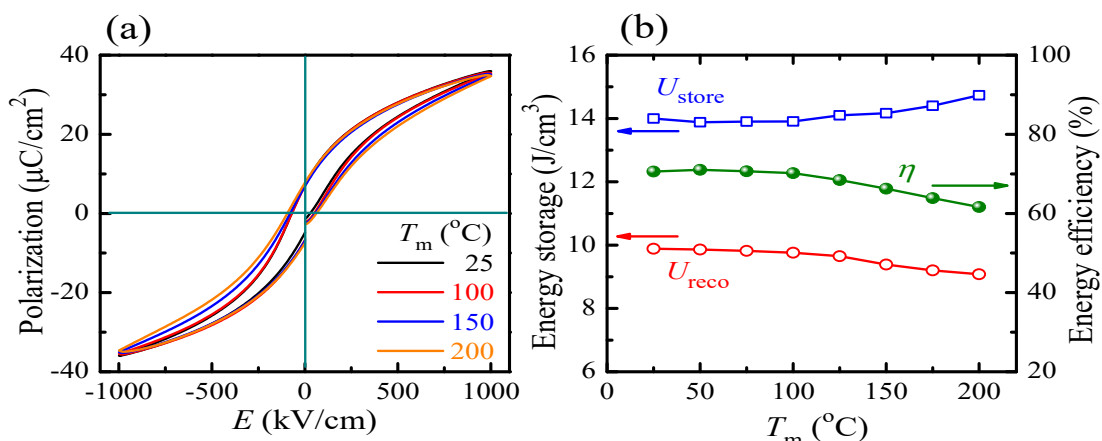 (a)
40
20
0
-20
-40
Polarization (μC/cm²)
-1000 -500 0 500 1000
E (kV/cm)
Tm (°C)
25
100
150
200
(b)
16
14
12
10
8
6
Energy storage (J/cm³)
Ustore
η
Ureco
100
80
60
40
20
Energy efficiency (%)
0 50 100 150 200
Tm (°C)